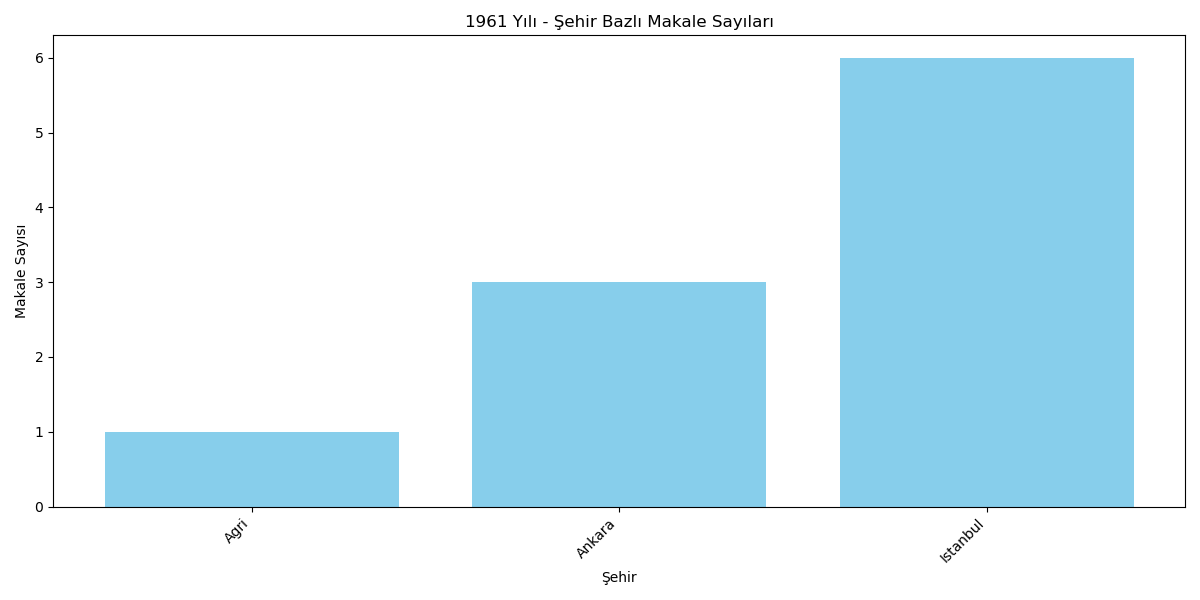 1961 Yılı - Şehir Bazlı Makale Sayıları
Makale Sayısı
6
5
4
3
2
1
0
Agri
Ankara
Istanbul
Şehir